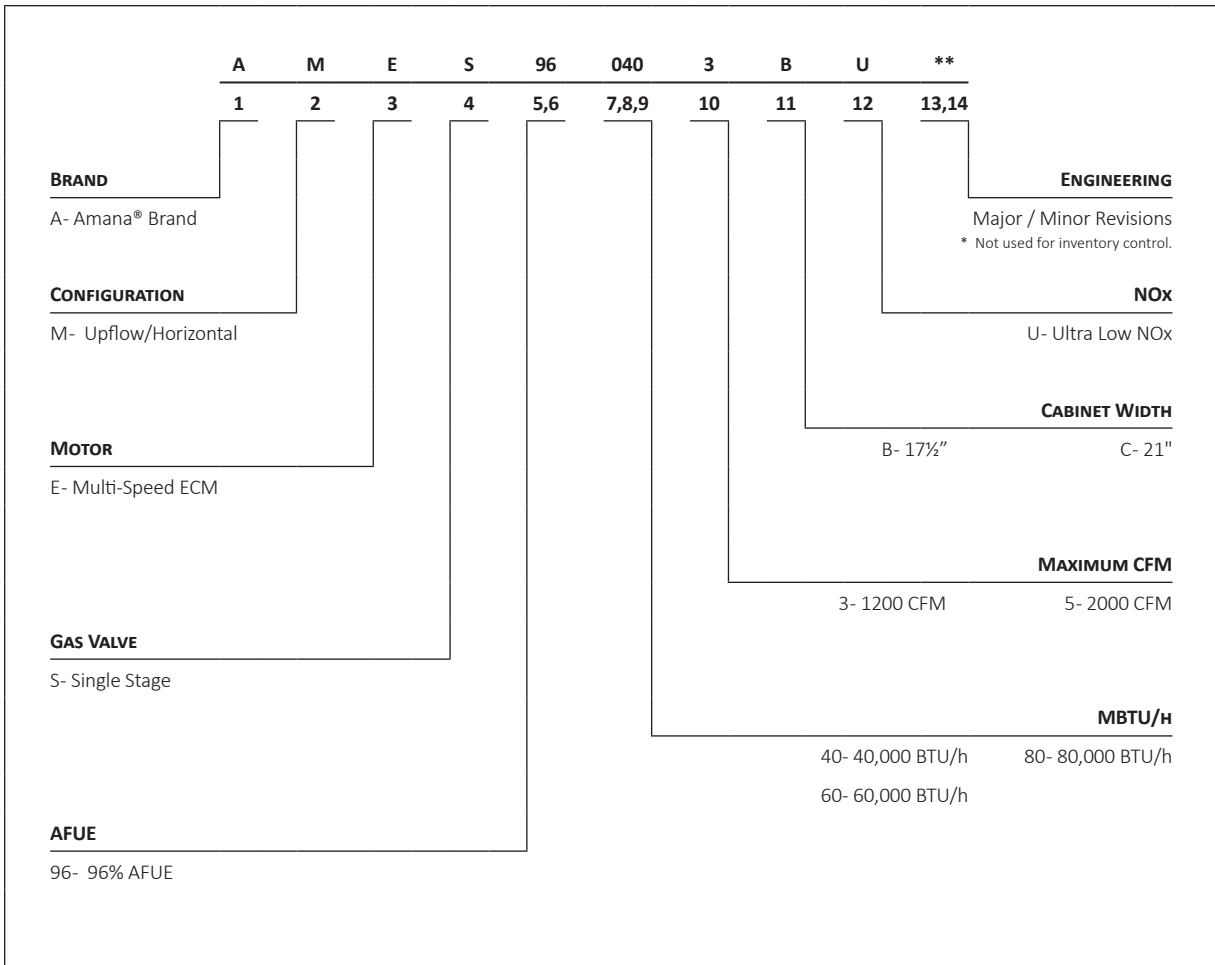 A M E S 96 040 3 B U **
1 2 3 4 5,6 7,8,9 10 11 12 13,14
BRAND
A- Amana® Brand
ENGINEERING
Major / Minor Revisions
* Not used for inventory control.
CONFIGURATION
M- Upflow/Horizontal
NOx
U- Ultra Low NOx
CABINET WIDTH
B- 17½” C- 21"
MOTOR
E- Multi-Speed ECM
MAXIMUM CFM
3- 1200 CFM 5- 2000 CFM
GAS VALVE
S- Single Stage
MBTU/H
40- 40,000 BTU/h 80- 80,000 BTU/h
60- 60,000 BTU/h
AFUE
96- 96% AFUE